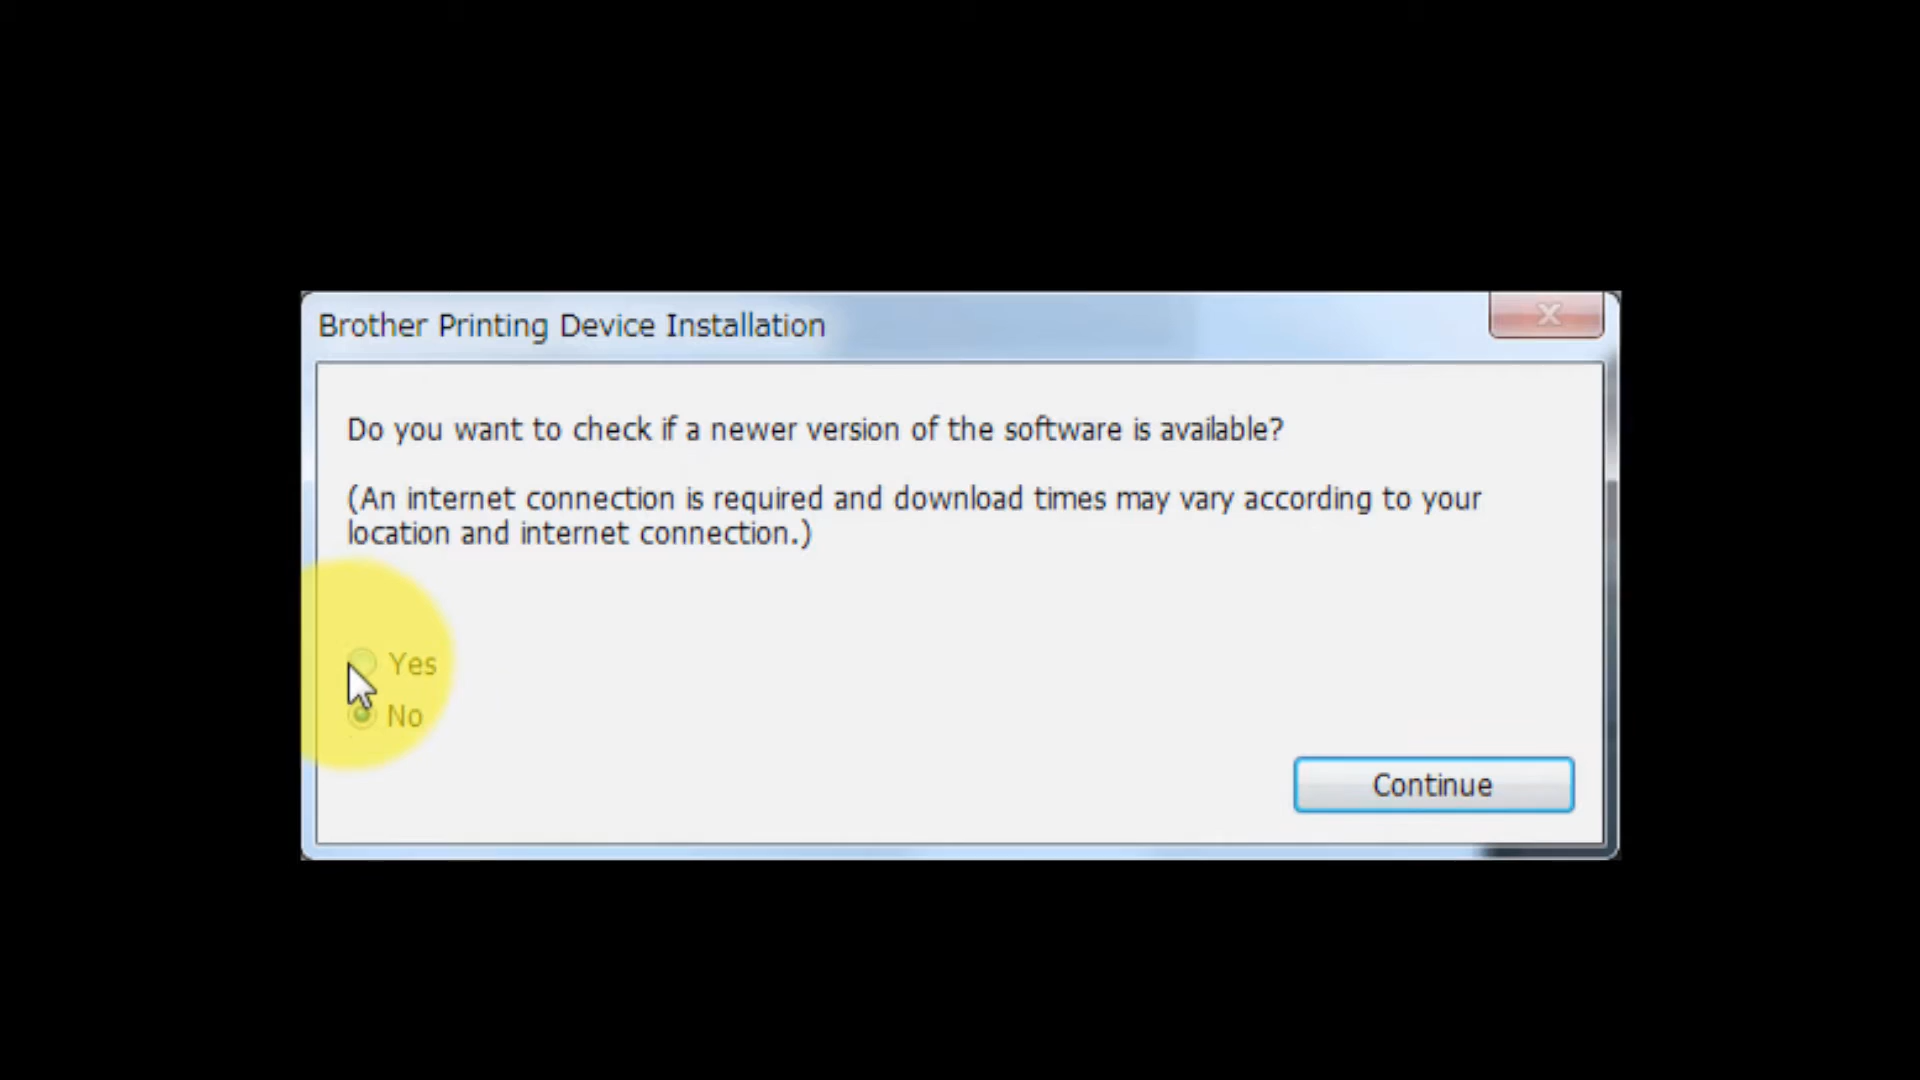 Brother Printing Device Installation
Do you want to check if a newer version of the software is available?
(An internet connection is required and download times may vary according to your
location and internet connection.)
Yes
No
Continue